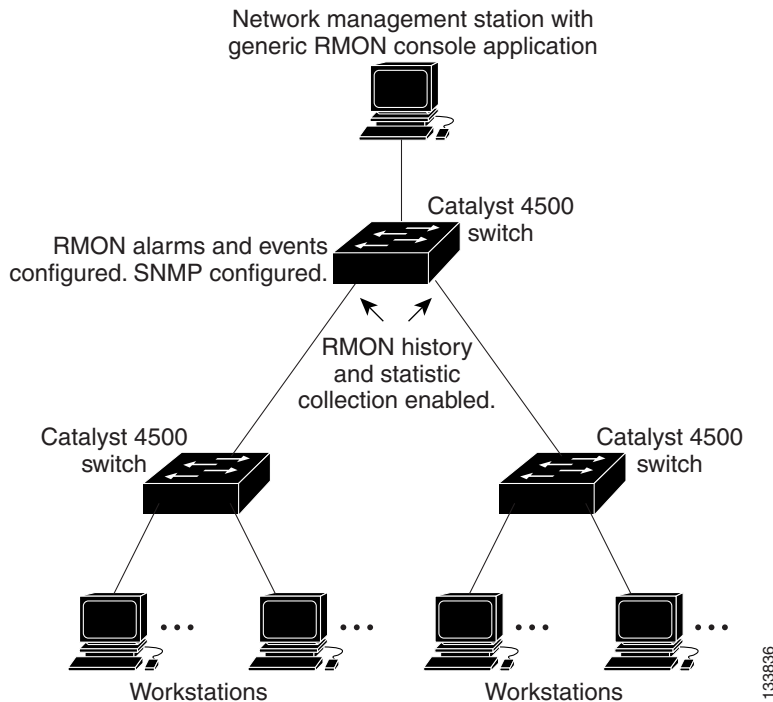 Network management station with
generic RMON console application
Catalyst 4500
switch
RMON alarms and events
configured. SNMP configured.
RMON history
and statistic
collection enabled.
Catalyst 4500
switch
Catalyst 4500
switch
Workstations
Workstations
133836